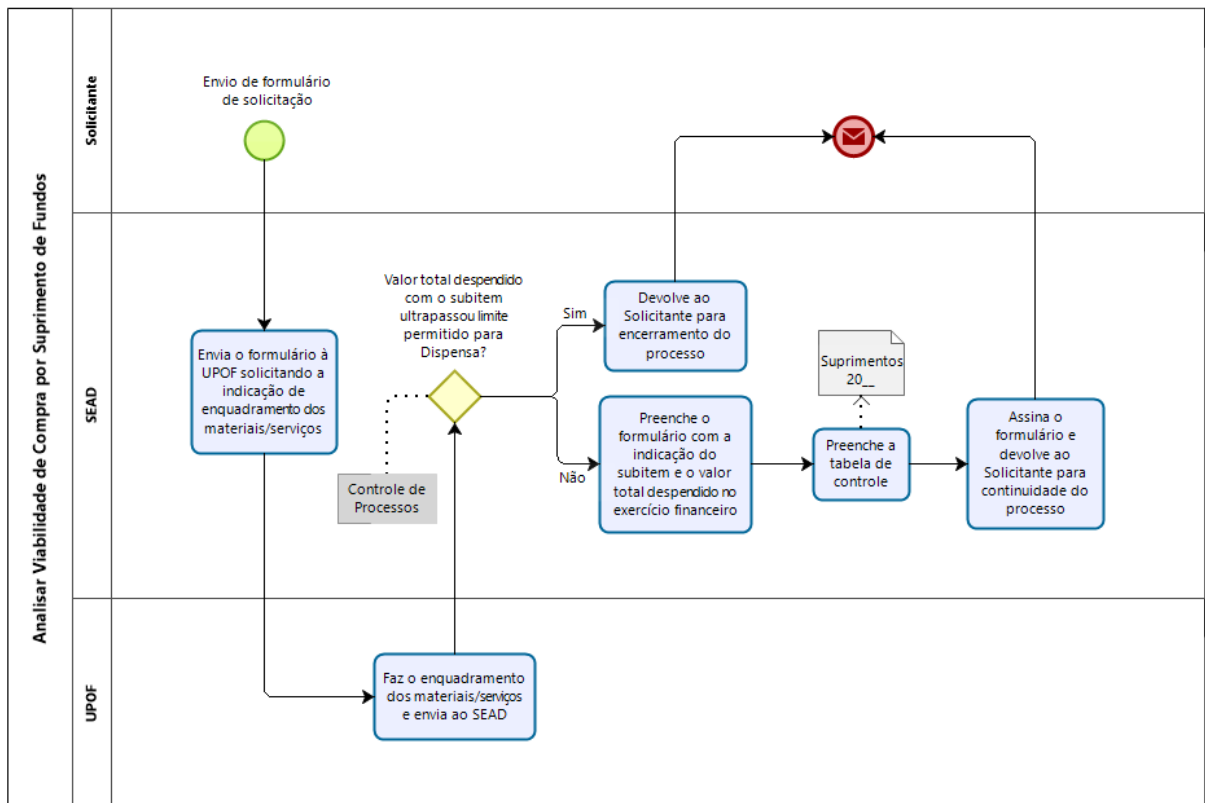 Analisar Viabilidade de Compra por Suprimento de Fundos
Solicitante
Envio de formulário
de solicitação
SEAD
Envia o formulário à
UPOF solicitando a
indicação de
enquadramento dos
materiais/serviços
Valor total despendido
com o subitem
ultrapassou limite
permitido para
Dispensa?
Controle de
Processos
Sim
Devolve ao
Solicitante para
encerramento do
processo
Não
Preenche o
formulário com a
indicação do
subitem e o valor
total despendido no
exercício financeiro
Suprimentos
20__
Preenche a
tabela de
controle
Assina o
formulário e
devolve ao
Solicitante para
continuidade do
processo
UPOF
Faz o enquadramento
dos materiais/serviços
e envia ao SEAD